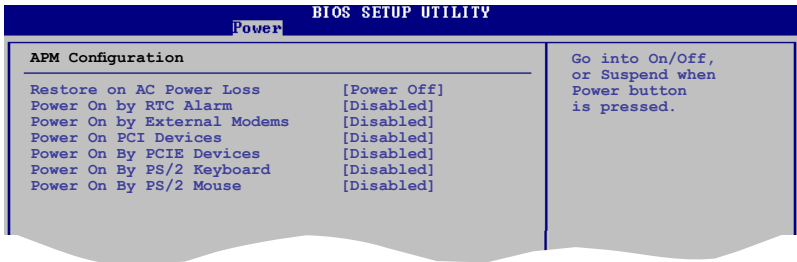 BIOS SETUP UTILITY
Power
APM Configuration
Restore on AC Power Loss [Power Off]
Power On by RTC Alarm [Disabled]
Power On by External Modems [Disabled]
Power On PCI Devices [Disabled]
Power On By PCIE Devices [Disabled]
Power On By PS/2 Keyboard [Disabled]
Power On By PS/2 Mouse [Disabled]
Go into On/Off,
or Suspend when
Power button
is pressed.